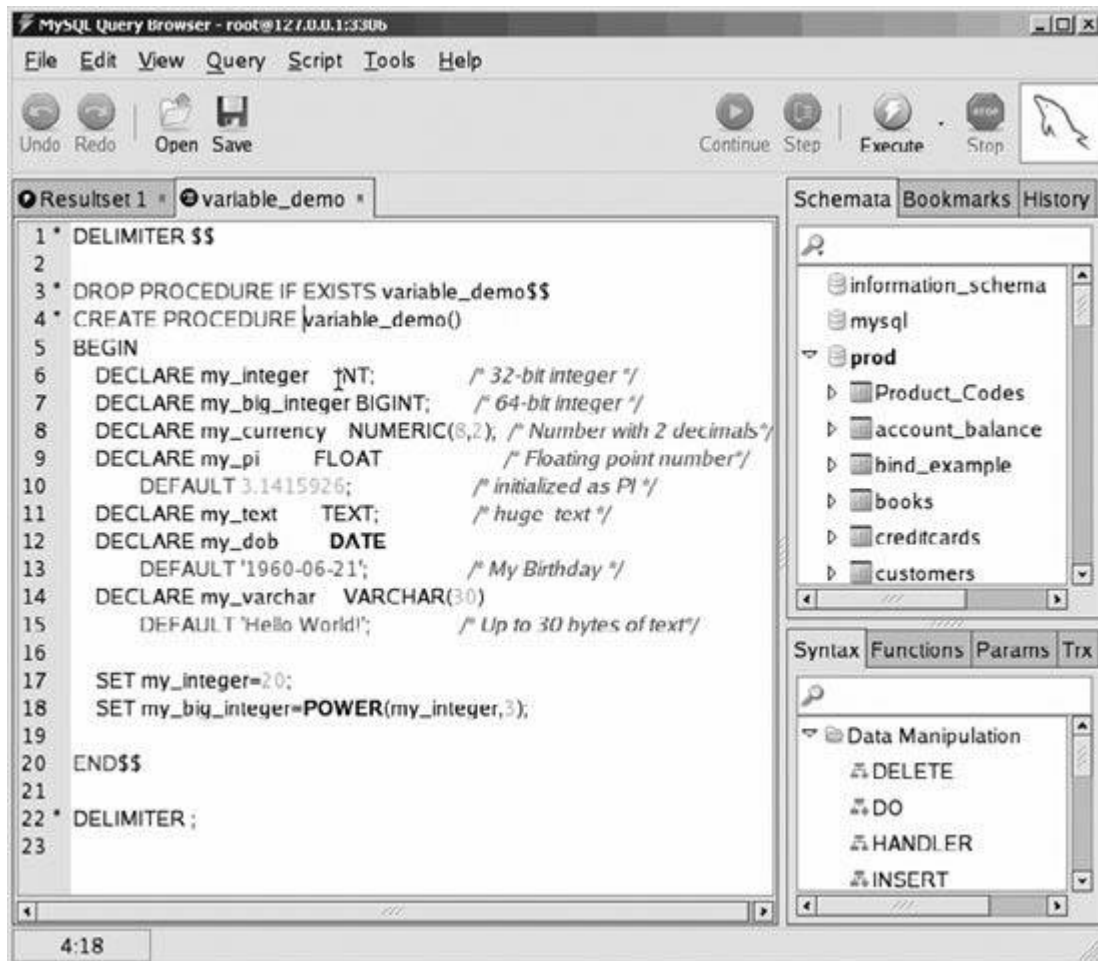 MySQL Query Browser - root@127.0.0.1:3306
File Edit View Query Script Tools Help
Undo Redo Open Save Continue Step Execute Stop
STOP
Resultset 1 variable_demo
1 * DELIMITER $$
2
3 * DROP PROCEDURE IF EXISTS variable_demo$$
4 * CREATE PROCEDURE variable_demo()
5 BEGIN
6 DECLARE my_integer INT; /* 32-bit integer */
7 DECLARE my_big_integer BIGINT; /* 64-bit integer */
8 DECLARE my_currency NUMERIC(8,2); /* Number with 2 decimals*/
9 DECLARE my_pi FLOAT /* Floating point number*/
10 DEFAULT 3.1415926; /* initialized as PI */
11 DECLARE my_text TEXT; /* huge text */
12 DECLARE my_dob DATE
13 DEFAULT '1960-06-21'; /* My Birthday */
14 DECLARE my_varchar VARCHAR(30)
15 DEFAULT 'Hello World!'; /* Up to 30 bytes of text*/
16
17 SET my_integer=20;
18 SET my_big_integer=POWER(my_integer,3);
19
20 END$$
21
22 * DELIMITER ;
23
4:18
Schemata Bookmarks History
information_schema
mysql
prod
Product_Codes
account_balance
bind_example
books
creditcards
customers
Syntax Functions Params Trx
Data Manipulation
DELETE
DO
HANDLER
INSERT